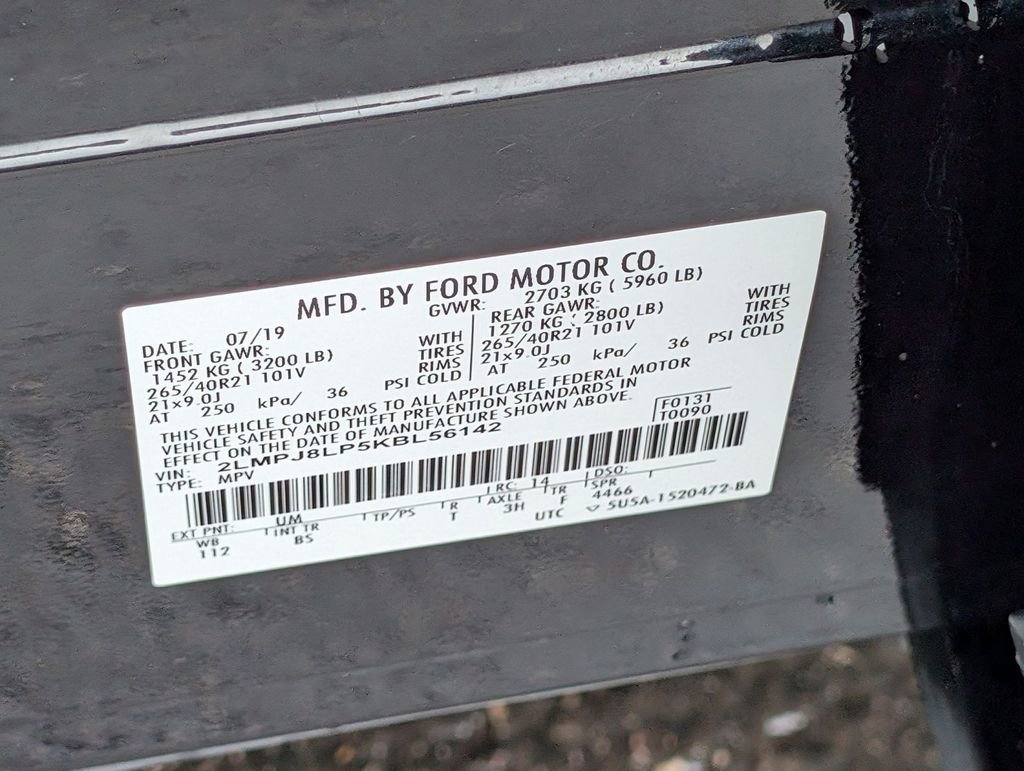 MFD. BY FORD MOTOR CO.
DATE: 07/19 GVWR: 2703 KG ( 5960 LB)
FRONT GAWR: WITH REAR GAWR: WITH
1452 KG ( 3200 LB) TIRES 1270 KG ( 2800 LB) TIRES
265/40R21 101V RIMS 265/40R21 101V RIMS
21x9.0J PSI COLD 21x9.0J PSI COLD
AT 250 kPa/ 36 AT 250 kPa/ 36
THIS VEHICLE CONFORMS TO ALL APPLICABLE FEDERAL MOTOR
VEHICLE SAFETY AND THEFT PREVENTION STANDARDS IN
EFFECT ON THE DATE OF MANUFACTURE SHOWN ABOVE.
VIN: 2LMPJ8LP5KBL56142 F0131
TYPE: MPV T0090
EXT PNT: UM RC: 14 DSO:
WB INT TR TP/PS R AXLE TR SPR
112 BS T 3H F 4466
UTC ▽ 5U5A-1520472-BA